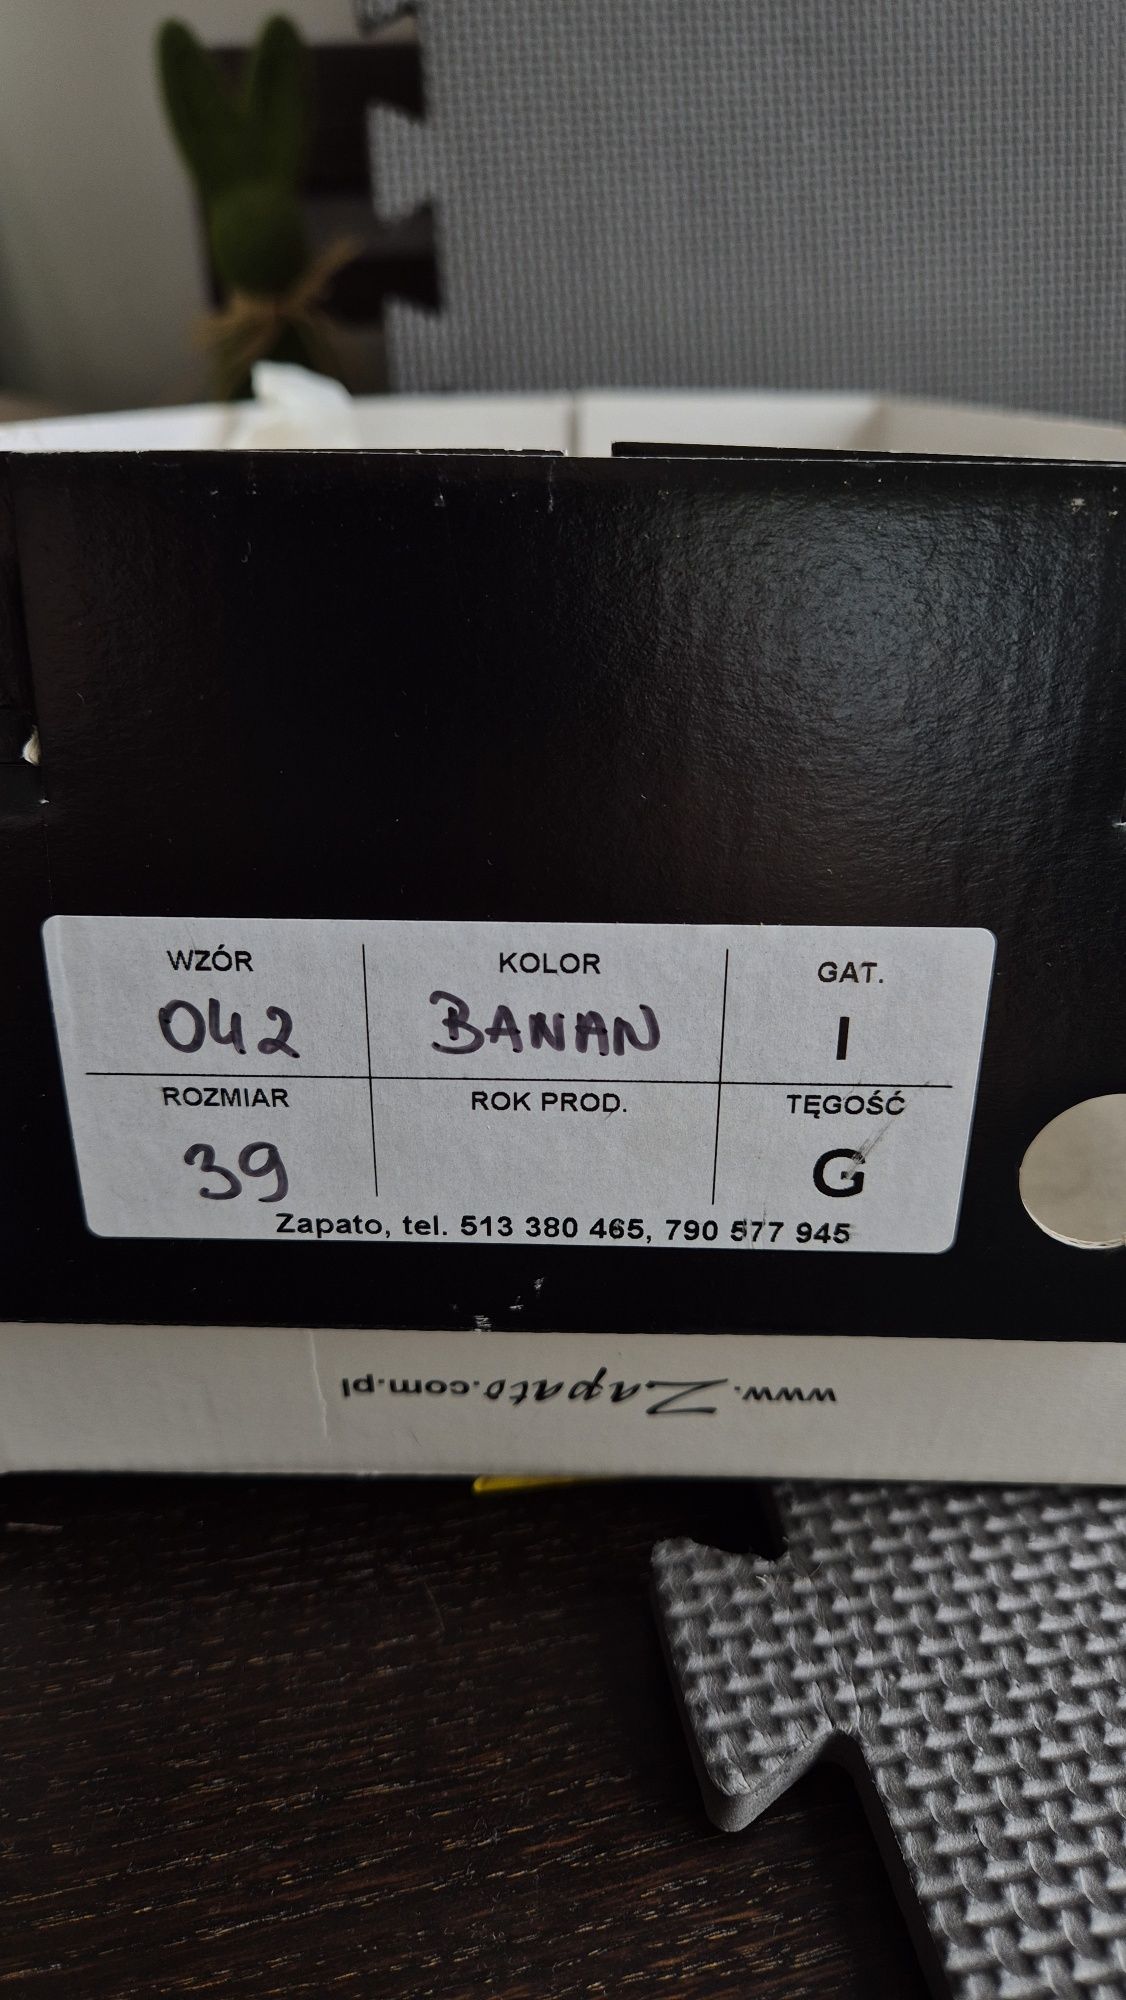 WZÓR KOLOR GAT.
042 BANAN I
ROZMIAR ROK PROD. TĘGOŚĆ
39 G
Zapato, tel. 513 380 465, 790 577 945
www.Zapato.com.pl